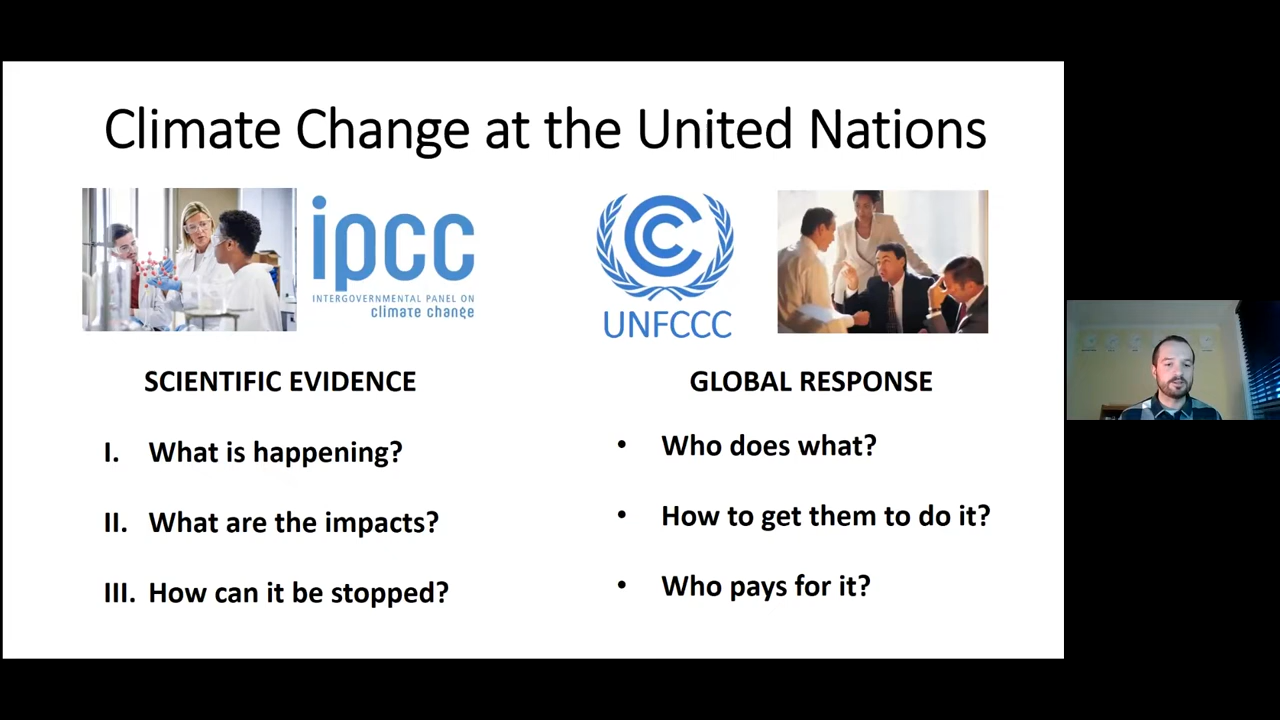 Climate Change at the United Nations
ipcc
INTERGOVERNMENTAL PANEL ON
climate change
UNFCCC
SCIENTIFIC EVIDENCE
I. What is happening?
II. What are the impacts?
III. How can it be stopped?
GLOBAL RESPONSE
• Who does what?
• How to get them to do it?
• Who pays for it?